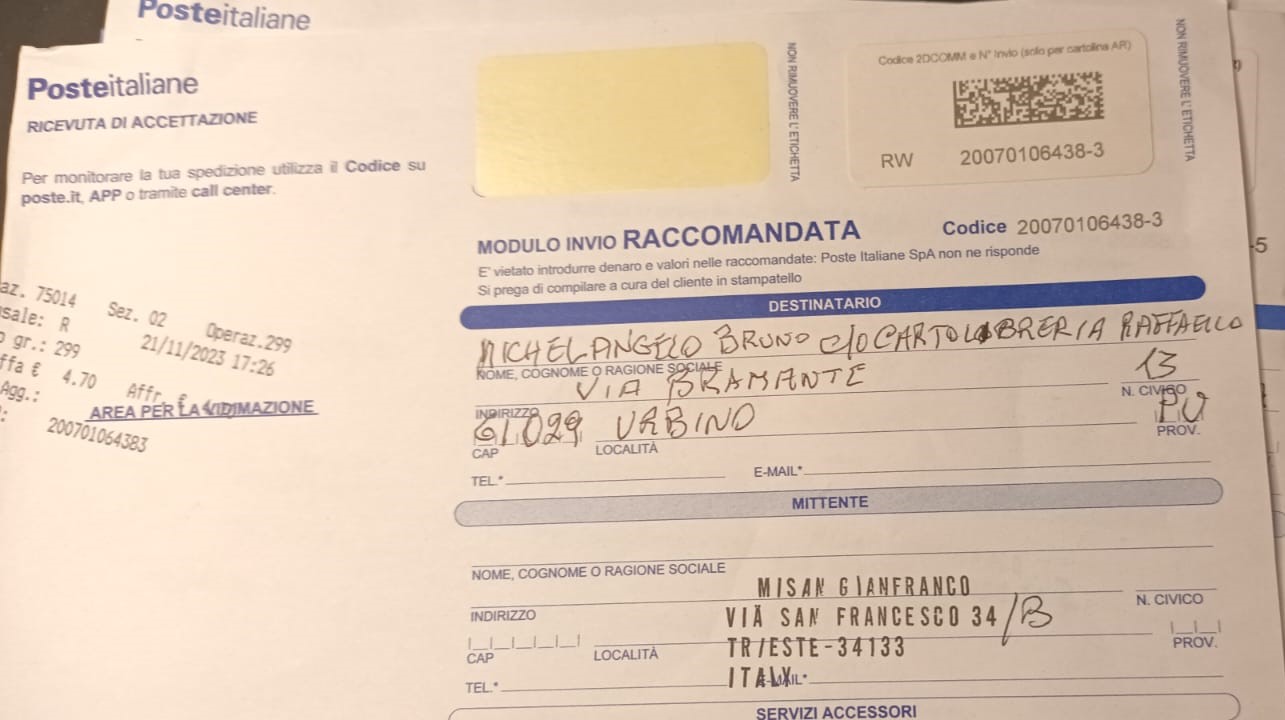 Posteitaliane
Posteitaliane
RICEVUTA DI ACCETTAZIONE
Per monitorare la tua spedizione utilizza il Codice su
poste.it, APP o tramite call center.
az. 75014 Sez. 02 Operaz.299
sale: R 21/11/2023 17:26
gr.: 299
ffa € 4.70 Affr. €
Agg.:
AREA PER LA VIDIMAZIONE
200701064383
NON RIMUOVERE L'ETICHETTA
Codice 2DCOMM e N° Invio (solo per cartolina AR)
RW 20070106438-3
NON RIMUOVERE L'ETICHETTA
MODULO INVIO RACCOMANDATA Codice 20070106438-3
E' vietato introdurre denaro e valori nelle raccomandate: Poste Italiane SpA non ne risponde
Si prega di compilare a cura del cliente in stampatello
DESTINATARIO
MICHELANGELO BRUNO C/O CARTOLIBRERIA RAFFAELLO
NOME, COGNOME O RAGIONE SOCIALE
VIA BRAMANTE 13
INDIRIZZO N. CIVICO
61029 URBINO PU
CAP LOCALITÀ PROV.
TEL.* E-MAIL*
MITTENTE
NOME, COGNOME O RAGIONE SOCIALE
MISAN GIANFRANCO
INDIRIZZO N. CIVICO
VIA SAN FRANCESCO 34/B
TRIESTE-34133
CAP LOCALITÀ PROV.
ITALY
TEL.*
SERVIZI ACCESSORI
-5